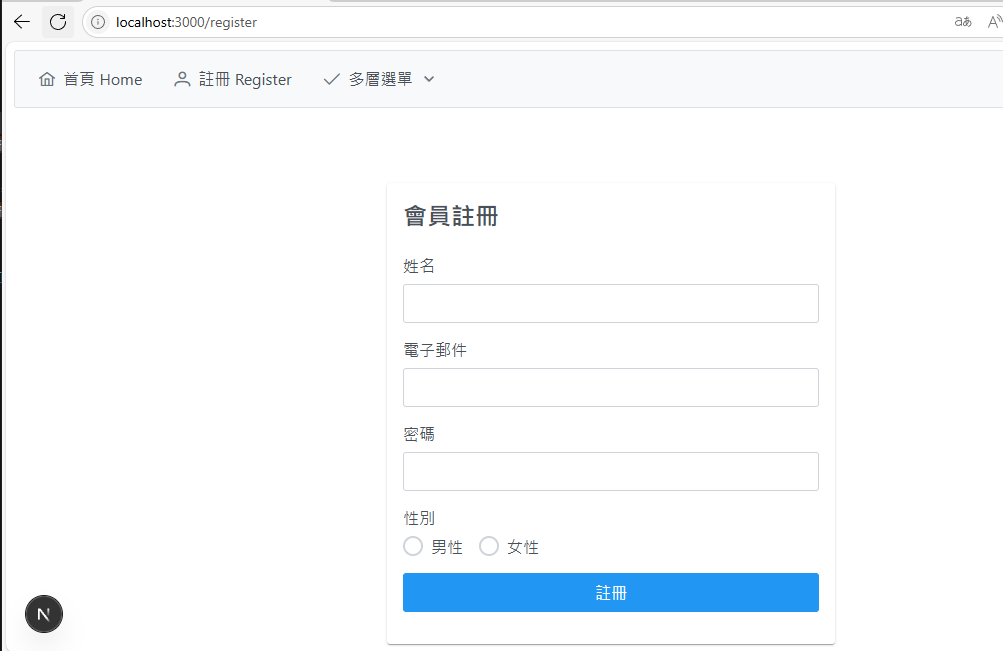 localhost:3000/register
首頁 Home 註冊 Register 多層選單
會員註冊
姓名
電子郵件
密碼
性別
男性 女性
註冊
N